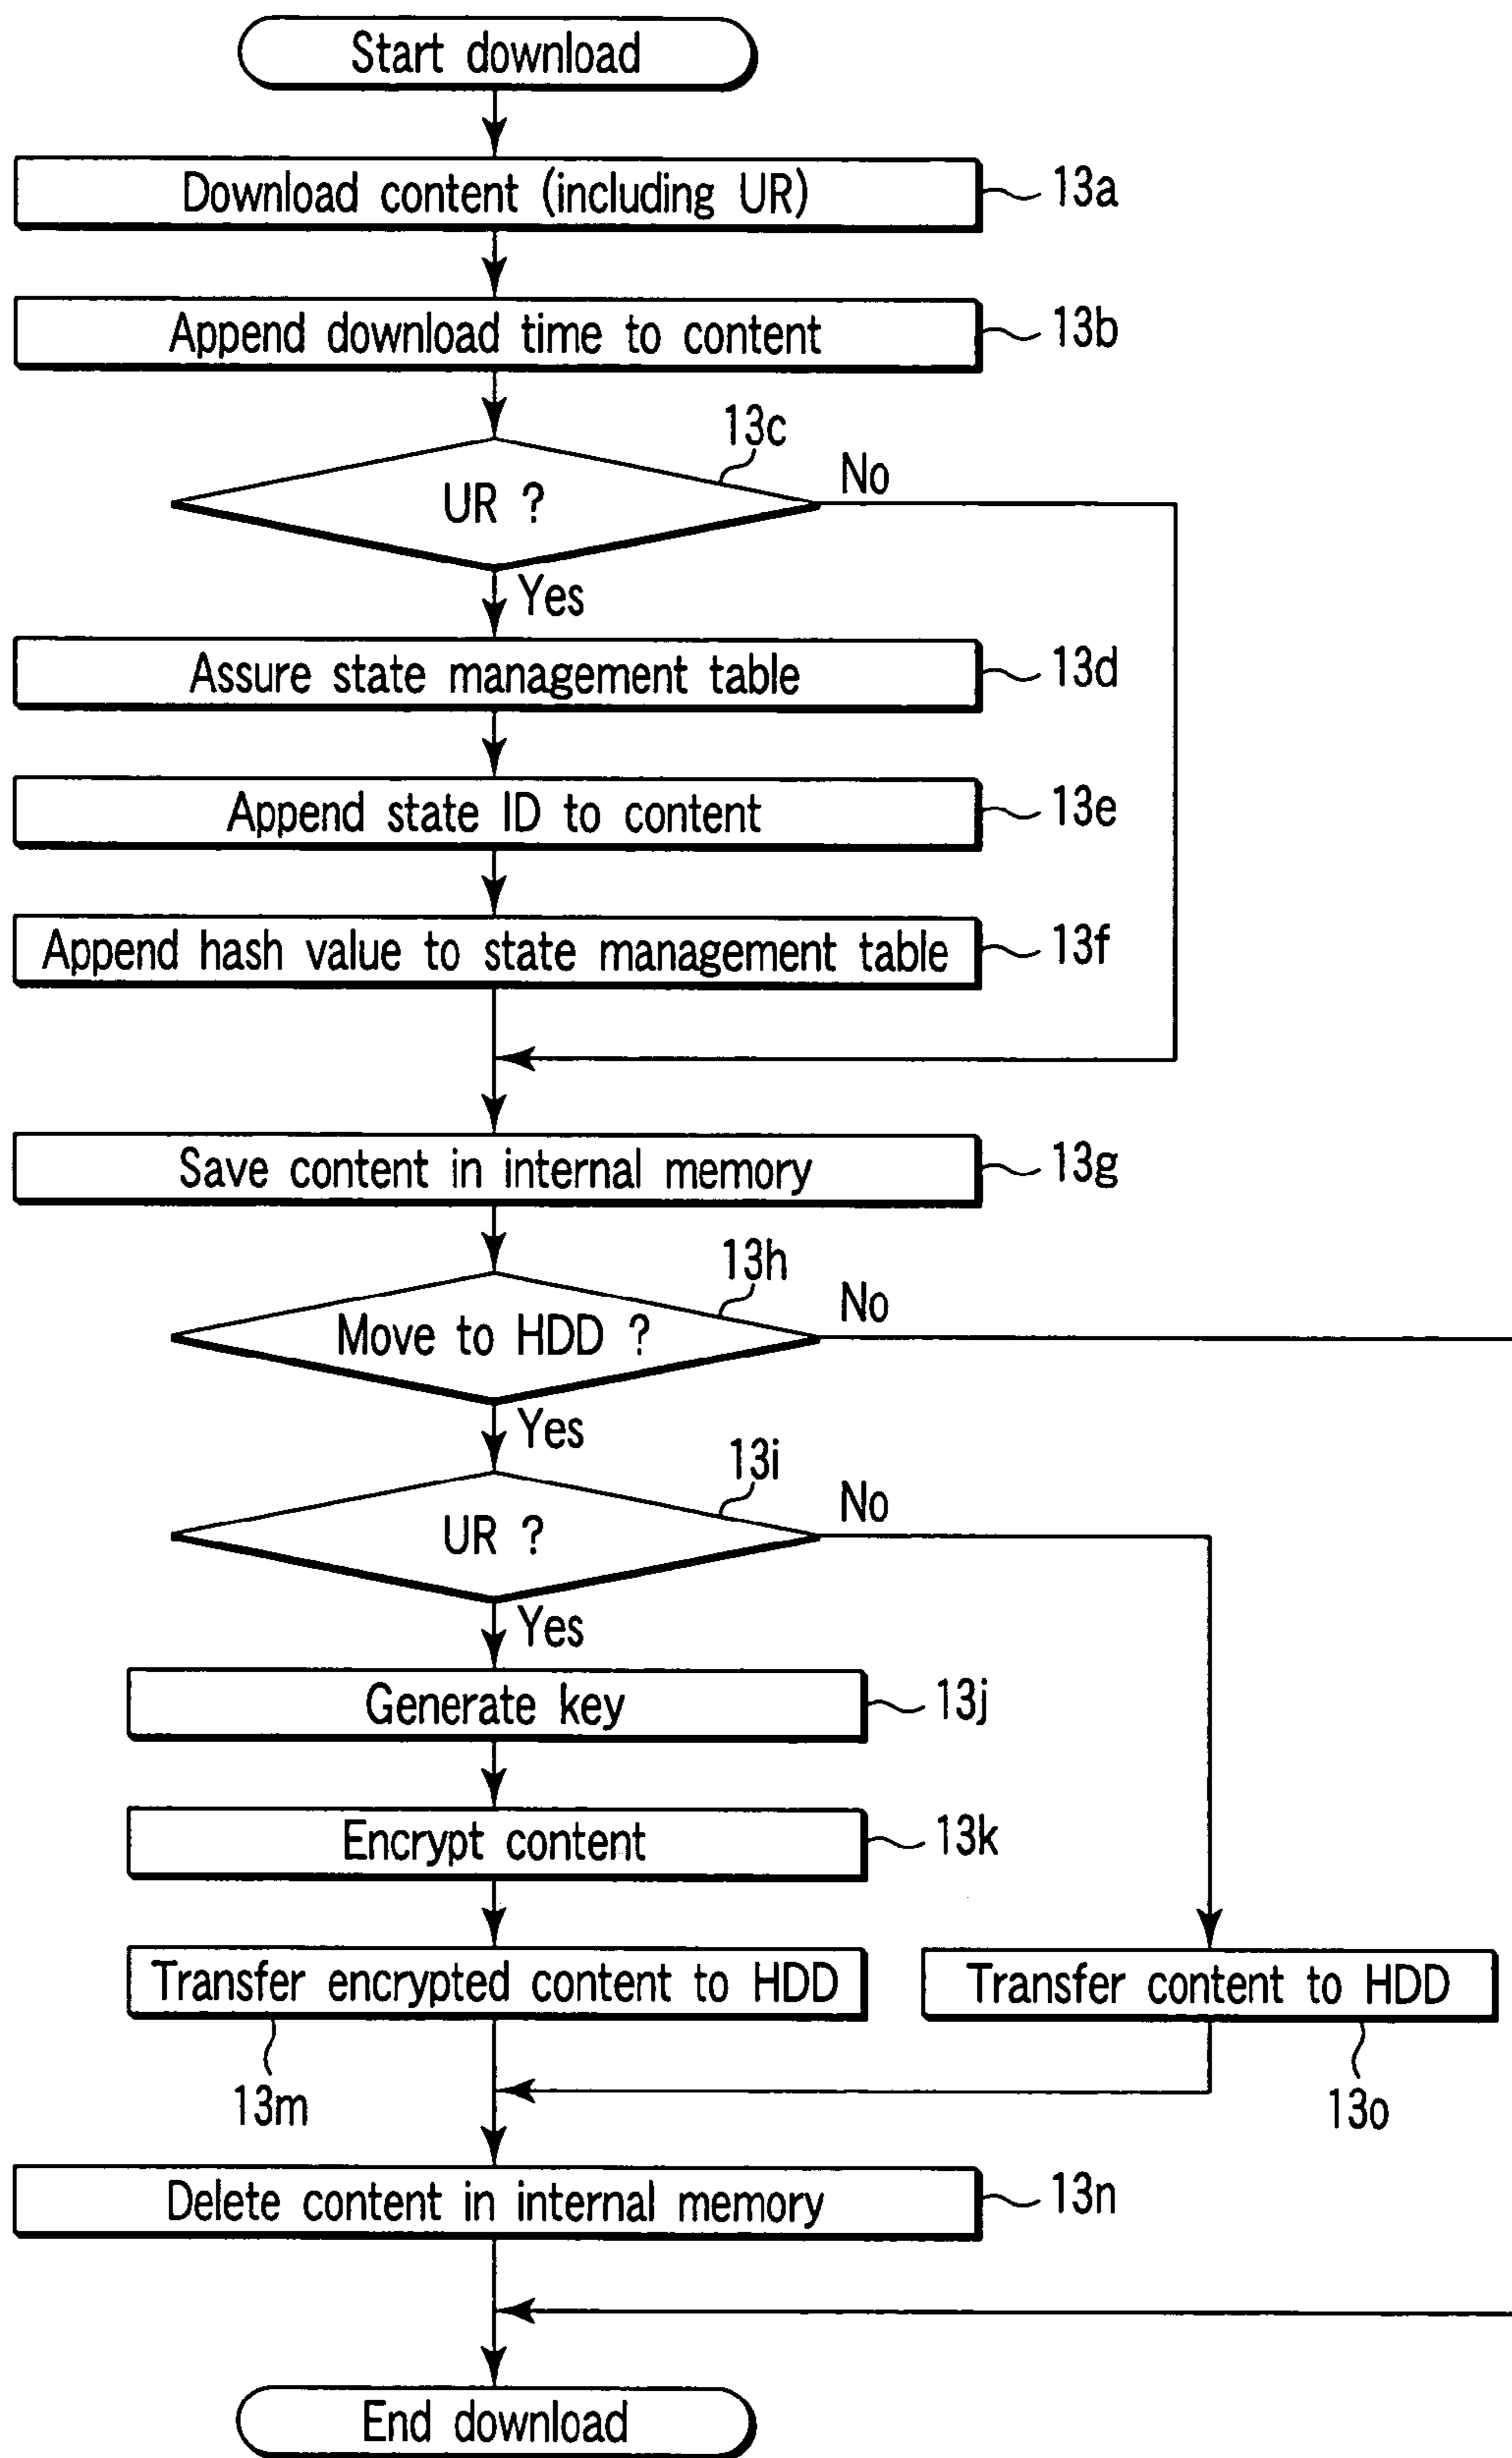 Start download
Download content (including UR)
13a
Append download time to content
13b
13c
UR ?
No
Yes
Assure state management table
13d
Append state ID to content
13e
Append hash value to state management table
13f
Save content in internal memory
13g
13h
Move to HDD ?
No
Yes
13i
UR ?
No
Yes
Generate key
13j
Encrypt content
13k
Transfer encrypted content to HDD
Transfer content to HDD
13m
13o
Delete content in internal memory
13n
End download